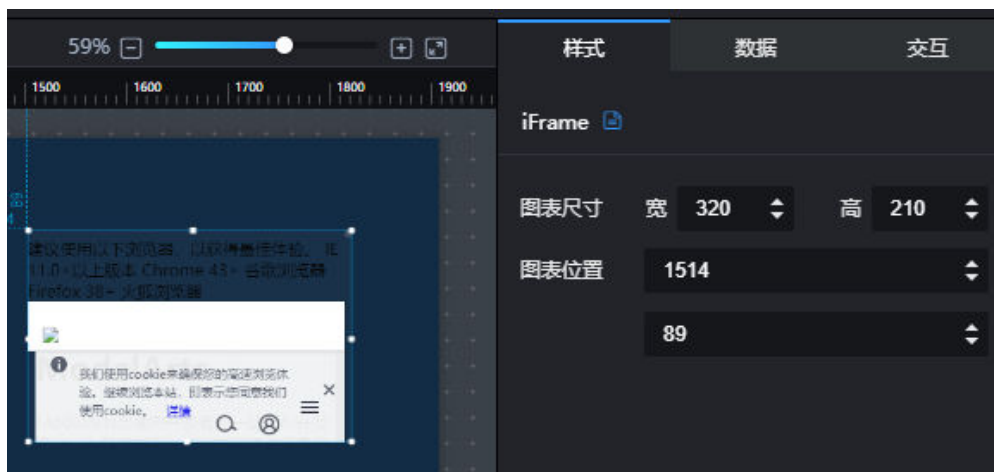 59%
样式 数据 交互
1500 1600 1700 1800 1900
iFrame
图表尺寸 宽 320 高 210
图表位置 1514
89
89
建议使用以下浏览器，以获得最佳体验。 IE
11.0+以上版本 Chrome 43+ 谷歌浏览器
Firefox 38+ 火狐浏览器
我们使用cookie来确保您的高速浏览体
验。继续浏览本站，即表示您同意我们
使用cookie。 详情